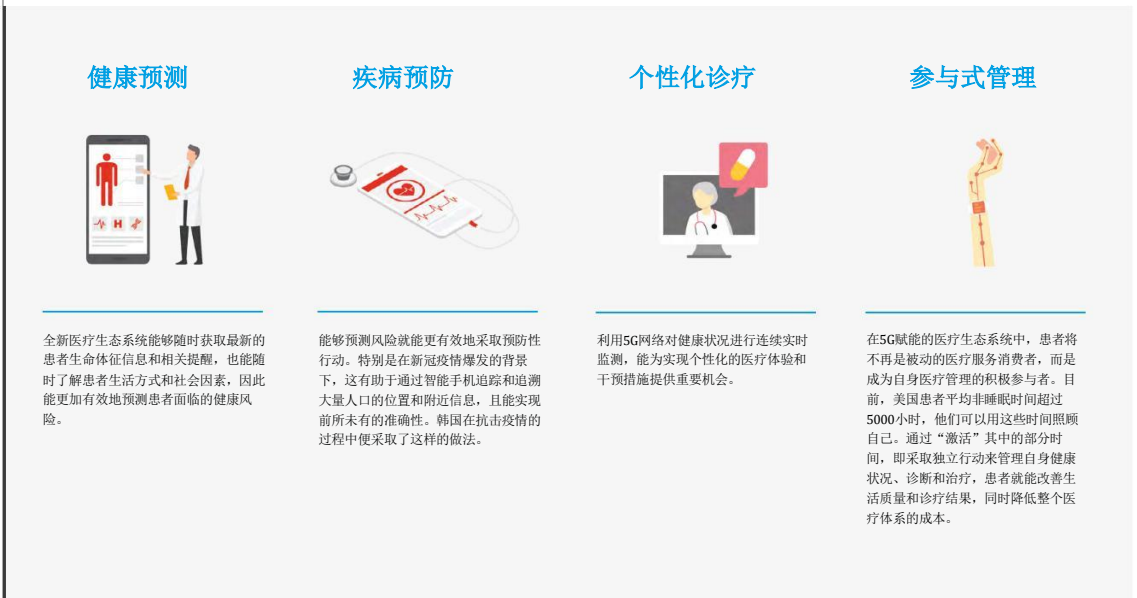 健康预测
疾病预防
个性化诊疗
参与式管理
H
全新医疗生态系统能够随时获取最新的
患者生命体征信息和相关提醒，也能随
时了解患者生活方式和社会因素，因此
能更加有效地预测患者面临的健康风
险。
能够预测风险就能更有效地采取预防性
行动。特别是在新冠疫情爆发的背景
下，这有助于通过智能手机追踪和追溯
大量人口的位置和附近信息，且能实现
前所未有的准确性。韩国在抗击疫情的
过程中便采取了这样的做法。
利用5G网络对健康状况进行连续实时
监测，能为实现个性化的医疗体验和
干预措施提供重要机会。
在5G赋能的医疗生态系统中，患者将
不再是被动的医疗服务消费者，而是
成为自身医疗管理的积极参与者。目
前，美国患者平均非睡眠时间超过
5000小时，他们可以用这些时间照顾
自己。通过“激活”其中的部分时
间，即采取独立行动来管理自身健康
状况、诊断和治疗，患者就能改善生
活质量和诊疗结果，同时降低整个医
疗体系的成本。